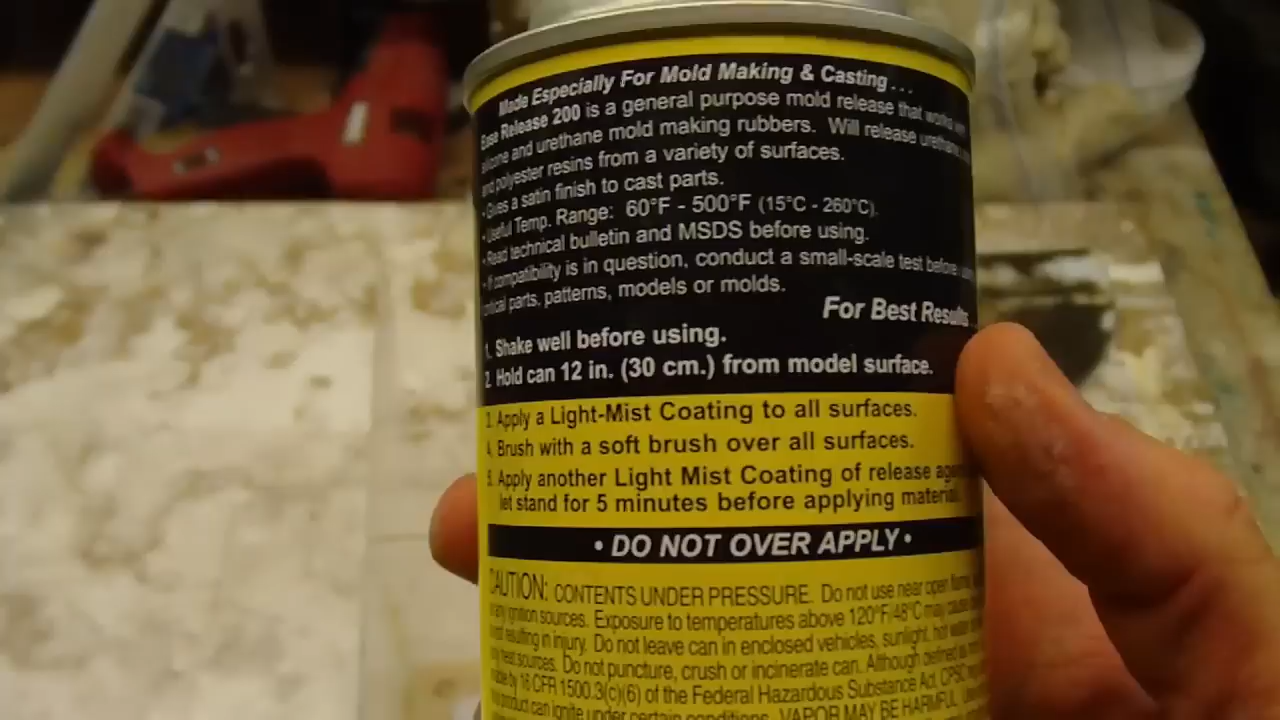 Made Especially For Mold Making & Casting...
Ease Release 200 is a general purpose mold release that works
silicone and urethane mold making rubbers. Will release urethane
and polyester resins from a variety of surfaces.
• Gives a satin finish to cast parts.
• Useful Temp. Range: 60°F - 500°F (15°C - 260°C).
• Read technical bulletin and MSDS before using.
• If compatibility is in question, conduct a small-scale test before
critical parts, patterns, models or molds.
For Best Results
1. Shake well before using.
2. Hold can 12 in. (30 cm.) from model surface.
3. Apply a Light-Mist Coating to all surfaces.
4. Brush with a soft brush over all surfaces.
5. Apply another Light Mist Coating of release
let stand for 5 minutes before applying material.
• DO NOT OVER APPLY •
CAUTION: CONTENTS UNDER PRESSURE. Do not use near open
any ignition sources. Exposure to temperatures above 120°F/48°C may cause
resulting in injury. Do not leave can in enclosed vehicles, sunlight, hot water
heat sources. Do not puncture, crush or incinerate can. Although defined as
by 16 CFR 1500.3(c)(6) of the Federal Hazardous Substance Act, CPSC
product can ignite under certain conditions. VAPOR MAY BE HARMFUL.